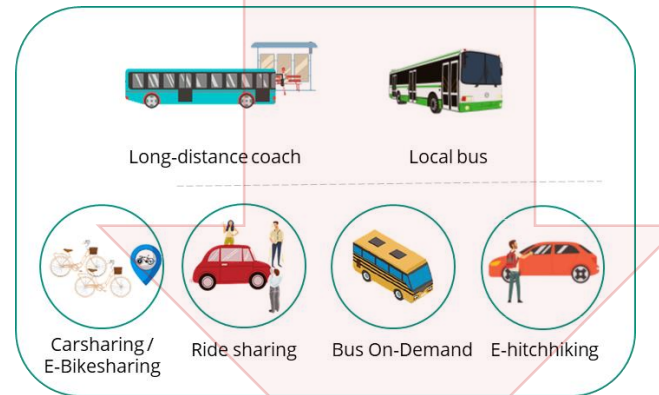 Long-distance coach
Local bus
Carsharing /
E-Bikesharing
Ride sharing
Bus On-Demand
E-hitchhiking